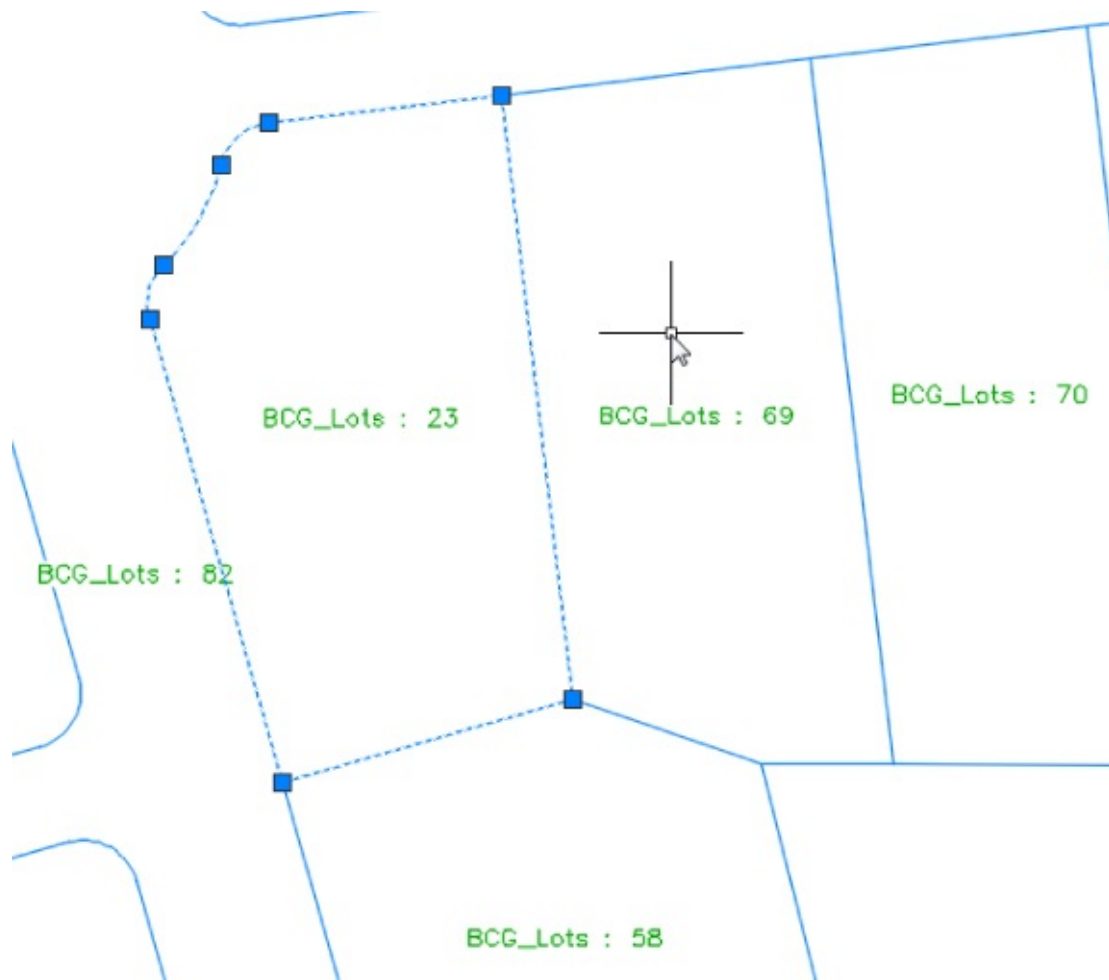 BCG_Lots : 23
BCG_Lots : 69
BCG_Lots : 70
BCG_Lots : 82
BCG_Lots : 58